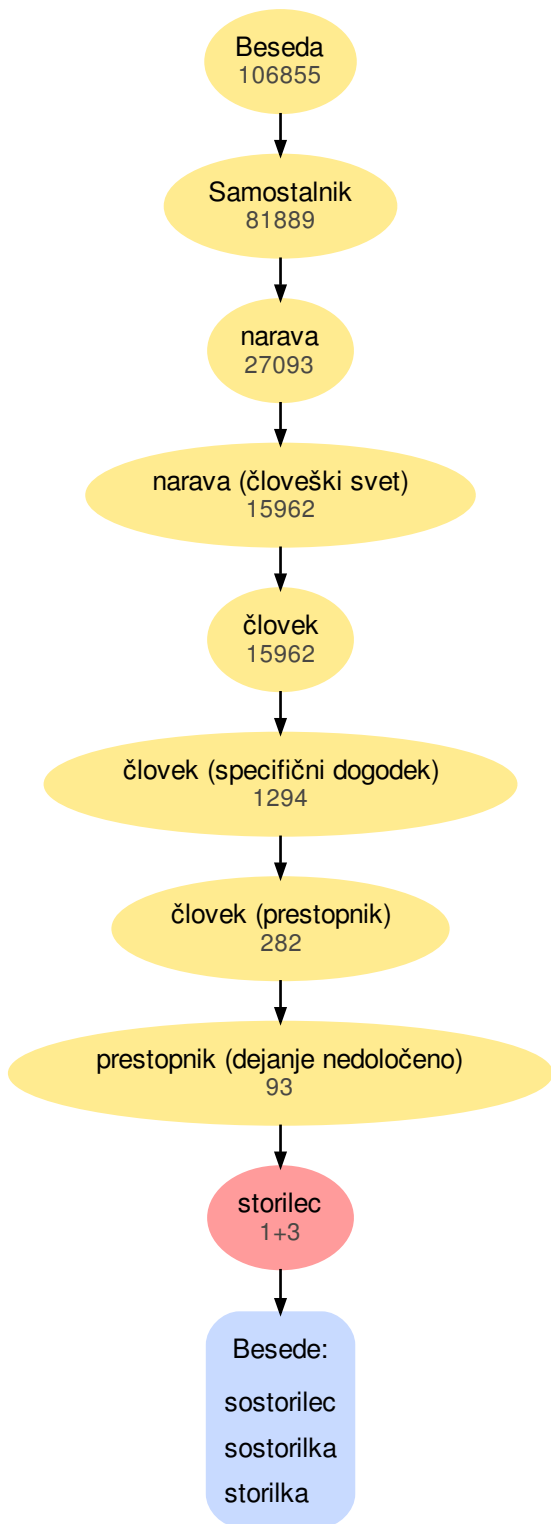 Beseda
106855
Samostalnik
81889
narava
27093
narava (človeški svet)
15962
človek
15962
človek (specifični dogodek)
1294
človek (prestopnik)
282
prestopnik (dejanje nedoločeno)
93
storilec
1+3
Besede:
sostorilec
sostorilka
storilka